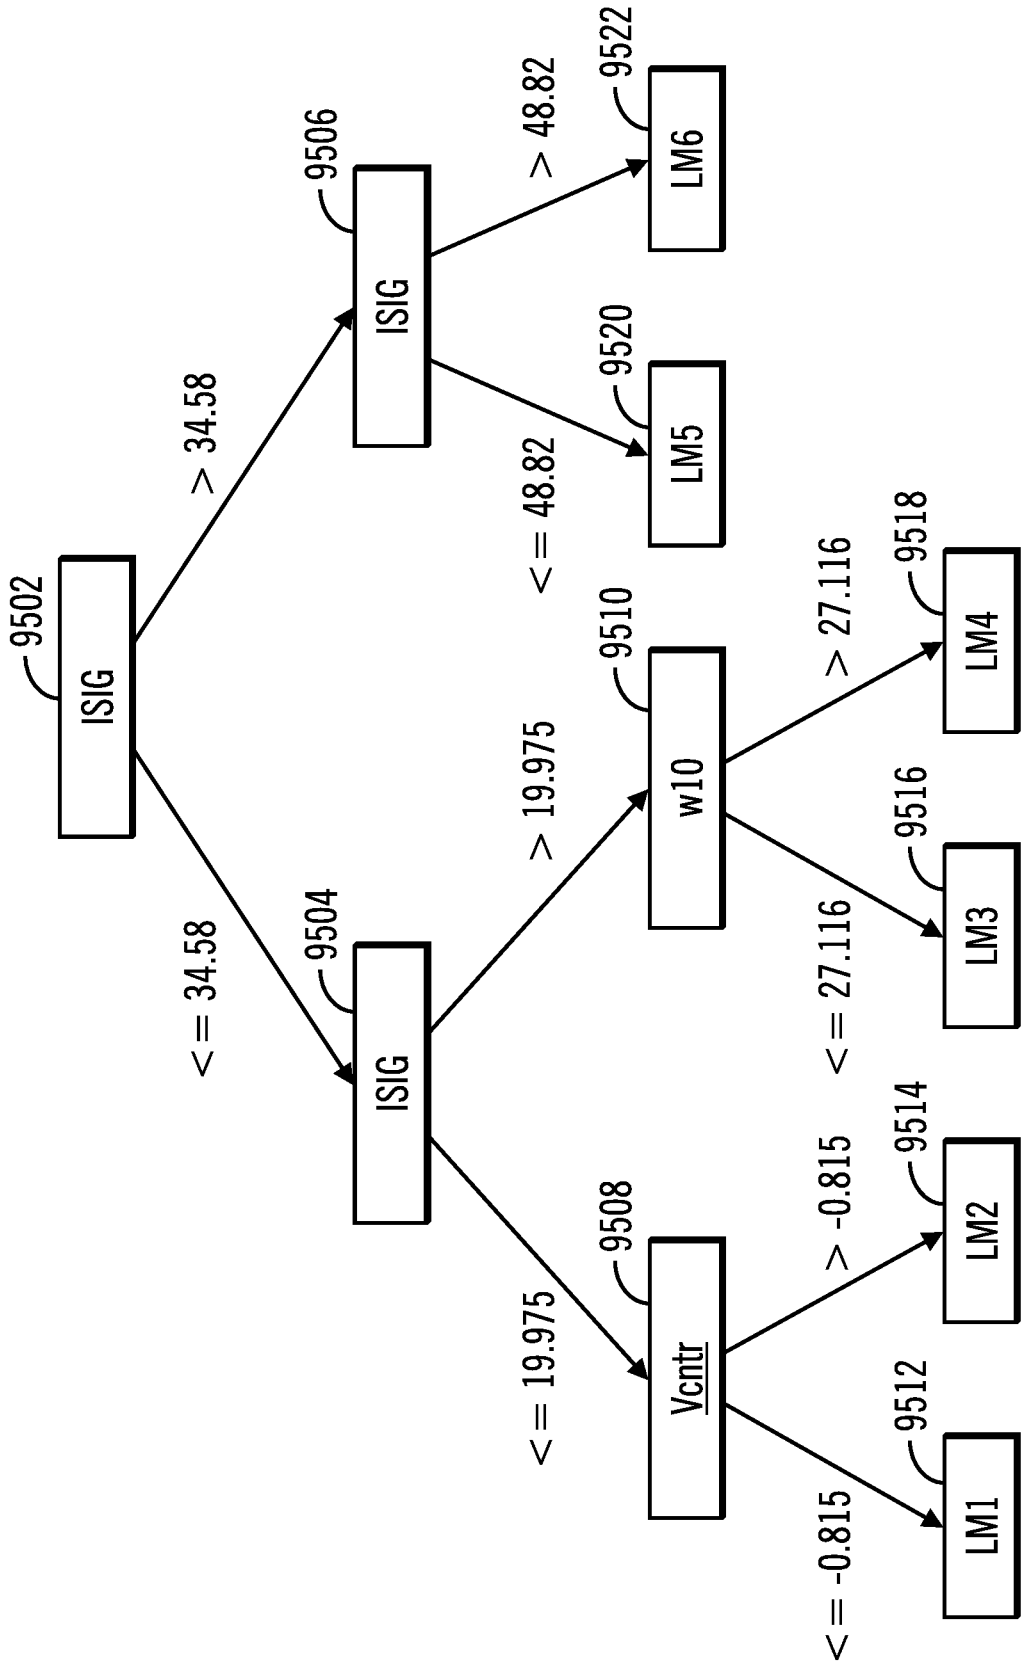 9502
ISIG
<= 34.58
> 34.58
9504
ISIG
9506
ISIG
<= 19.975
> 19.975
<= 48.82
> 48.82
9508
Vcntr
9510
w10
9520
LM5
9522
LM6
<= -0.815
> -0.815
<= 27.116
> 27.116
9512
LM1
9514
LM2
9516
LM3
9518
LM4